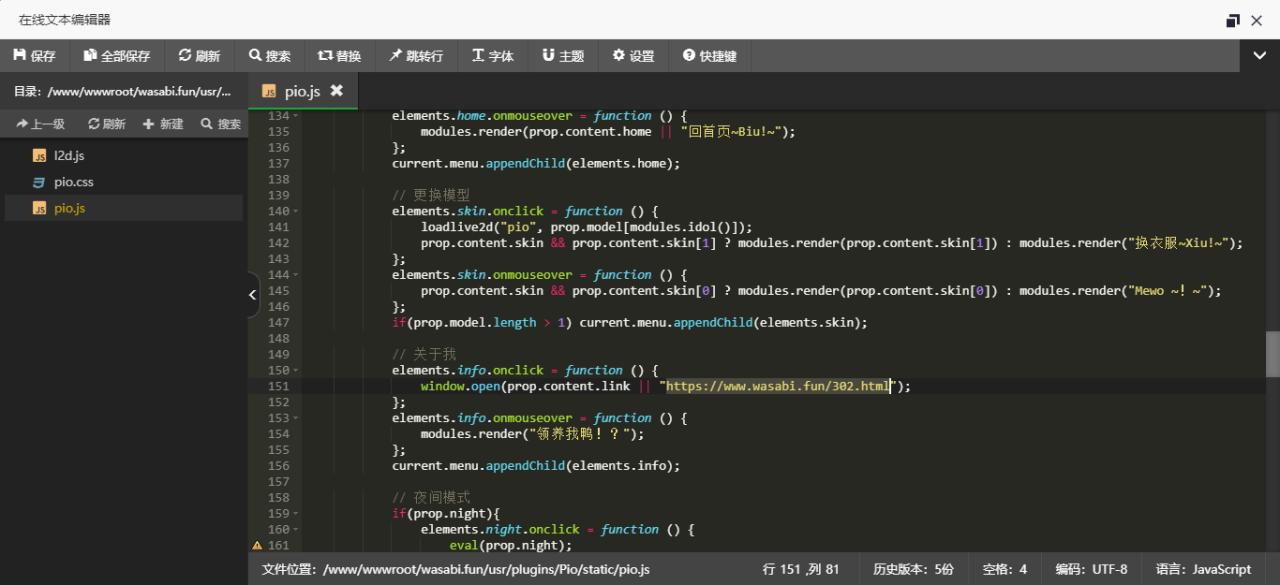 在线文本编辑器
保存 全部保存 刷新 搜索 替换 跳转行 字体 主题 设置 快捷键
目录：/www/wwwroot/wasabi.fun/usr/...
上一级 刷新 新建 搜索
l2d.js
pio.css
pio.js
pio.js
134 elements.home.onmouseover = function () {
135 modules.render(prop.content.home || "回首页~Biu!~");
136 };
137 current.menu.appendChild(elements.home);
138
139 // 更换模型
140 elements.skin.onclick = function () {
141 loadlive2d("pio", prop.model[modules.idol()]);
142 prop.content.skin && prop.content.skin[1] ? modules.render(prop.content.skin[1]) : modules.render("换衣服~Xiu!~");
143 };
144 elements.skin.onmouseover = function () {
145 prop.content.skin && prop.content.skin[0] ? modules.render(prop.content.skin[0]) : modules.render("Mewo ~！~");
146 };
147 if(prop.model.length > 1) current.menu.appendChild(elements.skin);
148
149 // 关于我
150 elements.info.onclick = function () {
151 window.open(prop.content.link || "https://www.wasabi.fun/302.html");
152 };
153 elements.info.onmouseover = function () {
154 modules.render("领养我鸭！？");
155 };
156 current.menu.appendChild(elements.info);
157
158 // 夜间模式
159 if(prop.night){
160 elements.night.onclick = function () {
161 eval(prop.night);
文件位置：/www/wwwroot/wasabi.fun/usr/plugins/Pio/static/pio.js 行 151 ,列 81 历史版本：5份 空格：4 编码：UTF-8 语言：JavaScript